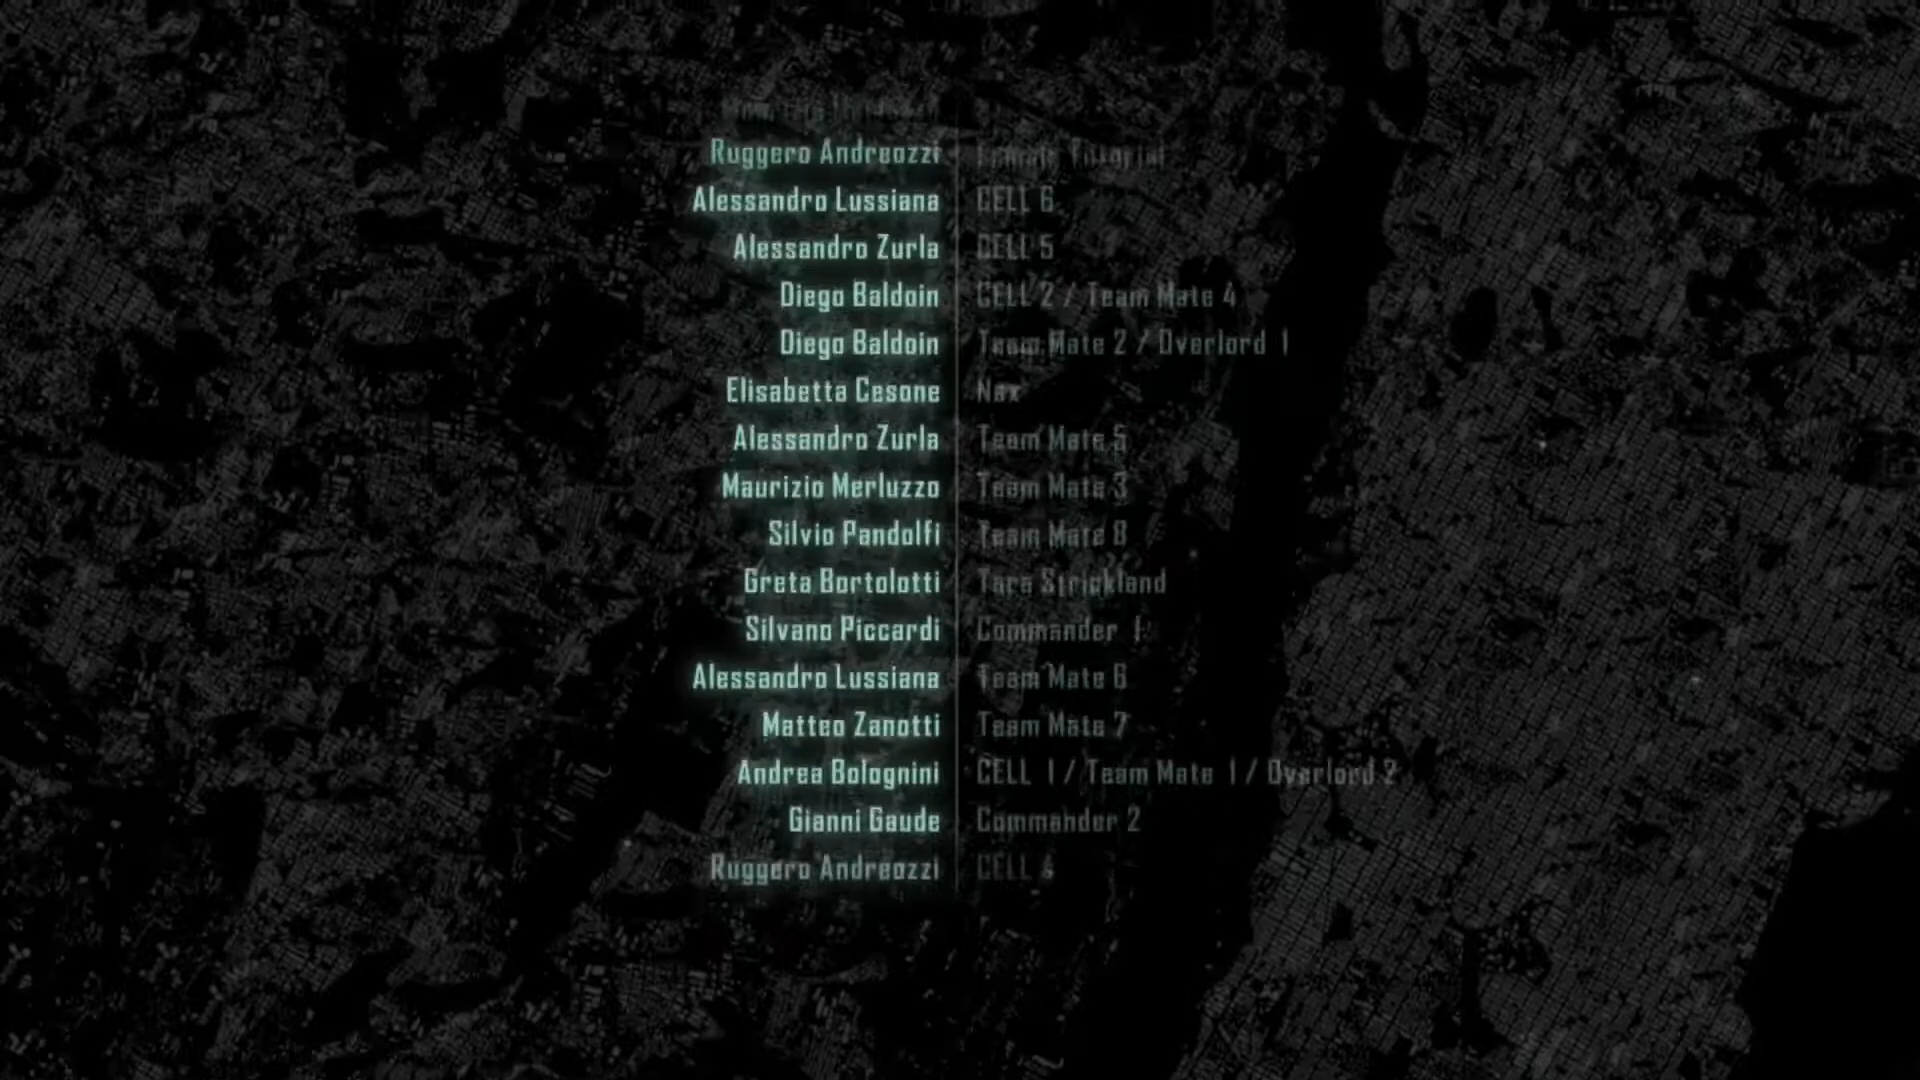 Ruggero Andreozzi Female Tutorial
Alessandro Lussiana CELL 6
Alessandro Zurla CELL 5
Diego Baldoin CELL 2 / Team Mate 4
Diego Baldoin Team Mate 2 / Overlord 1
Elisabetta Cesone Nax
Alessandro Zurla Team Mate 5
Maurizio Merluzzo Team Mate 3
Silvio Pandolfi Team Mate 8
Greta Bortolotti Tara Strickland
Silvano Piccardi Commander 1
Alessandro Lussiana Team Mate 6
Matteo Zanotti Team Mate 7
Andrea Bolognini CELL 1 / Team Mate 1 / Overlord 2
Gianni Gaude Commander 2
Ruggero Andreozzi CELL 4